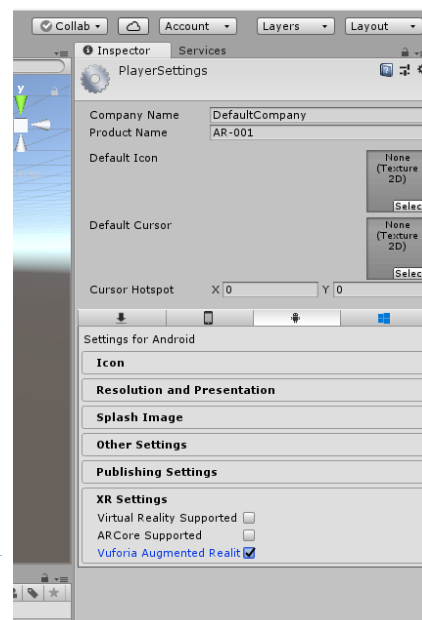 Collab
Account
Layers
Layout
Inspector
Services
PlayerSettings
y
Company Name
DefaultCompany
Product Name
AR-001
Default Icon
None
(Texture
2D)
Selec
Default Cursor
None
(Texture
2D)
Selec
Cursor Hotspot
X 0
Y 0
Settings for Android
Icon
Resolution and Presentation
Splash Image
Other Settings
Publishing Settings
XR Settings
Virtual Reality Supported
ARCore Supported
Vuforia Augmented Realit